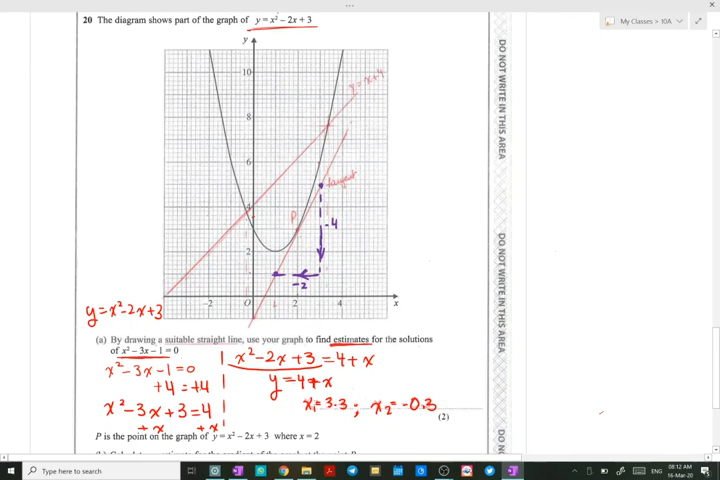 My Classes > 10A
20 The diagram shows part of the graph of y = x² – 2x + 3
y
10
8
6
4
2
-2
O
2
4
x
y = x+4
tangent
P
-4
-2
DO NOT WRITE IN THIS AREA
DO NOT WRITE IN THIS AREA
DO NO
y=x²-2x+3
(a) By drawing a suitable straight line, use your graph to find estimates for the solutions
of x² – 3x – 1 = 0
x²-3x-1=0
+4 = +4
x²-3x+3=4
+x +x
x²-2x+3=4+x
y=4+x
x₁=3.3 ; x₂=-0.3
(2)
P is the point on the graph of y = x² – 2x + 3 where x = 2
Type here to search
ENG
08:12 AM
16-Mar-20